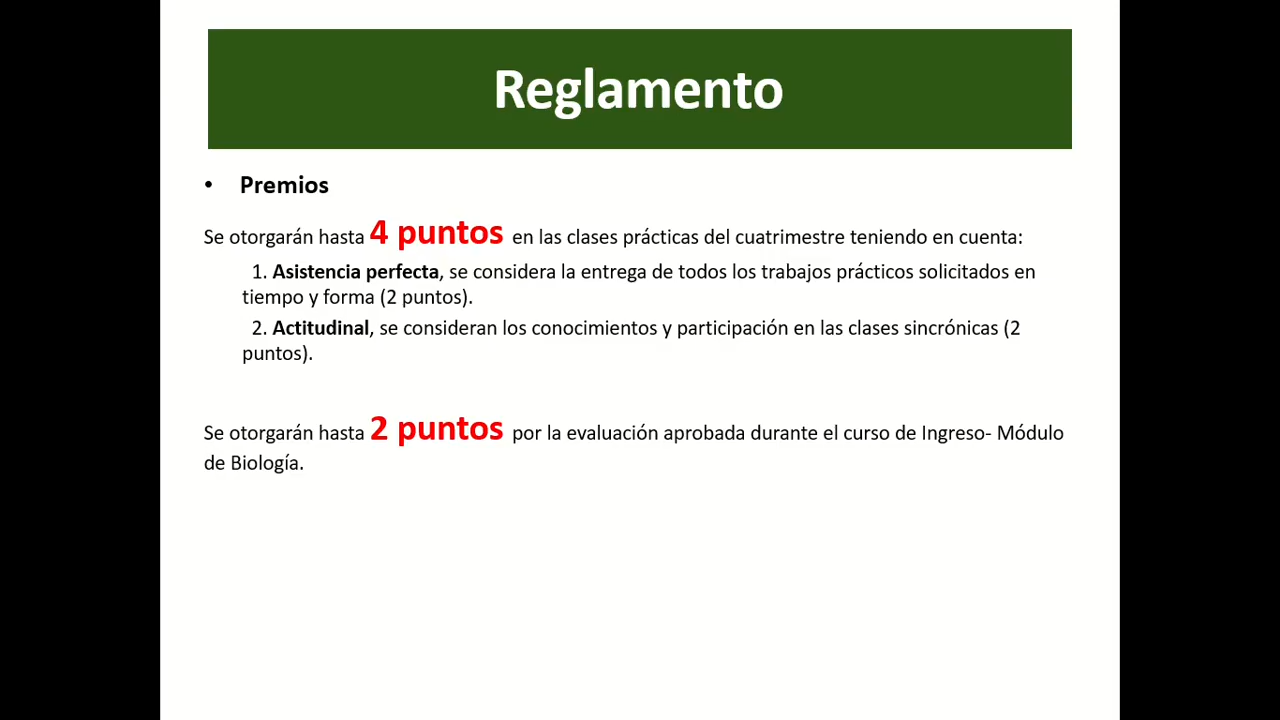 Reglamento
• Premios
Se otorgarán hasta 4 puntos en las clases prácticas del cuatrimestre teniendo en cuenta:
1. Asistencia perfecta, se considera la entrega de todos los trabajos prácticos solicitados en
tiempo y forma (2 puntos).
2. Actitudinal, se consideran los conocimientos y participación en las clases sincrónicas (2
puntos).
Se otorgarán hasta 2 puntos por la evaluación aprobada durante el curso de Ingreso- Módulo
de Biología.